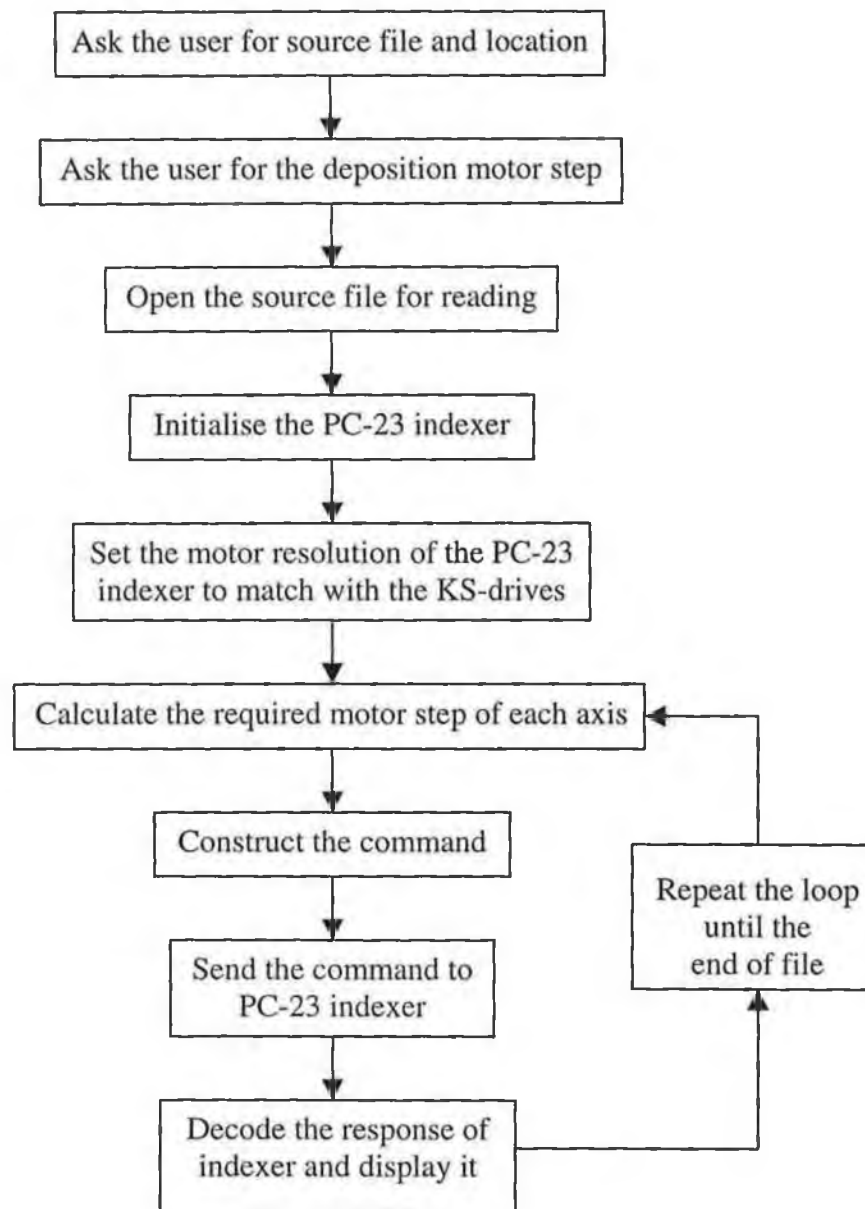 Ask the user for source file and location
Ask the user for the deposition motor step
Open the source file for reading
Initialise the PC-23 indexer
Set the motor resolution of the PC-23
indexer to match with the KS-drives
Calculate the required motor step of each axis
Construct the command
Send the command to
PC-23 indexer
Decode the response of
indexer and display it
Repeat the loop
until the
end of file